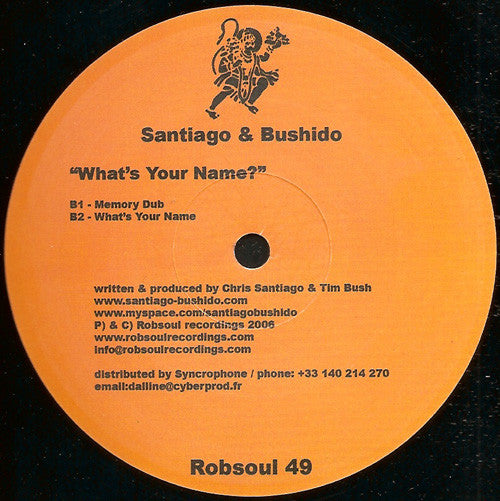 Santiago & Bushido
"What's Your Name?"
B1 - Memory Dub
B2 - What's Your Name
written & produced by Chris Santiago & Tim Bush
www.santiago-bushido.com
www.myspace.com/santiagobushido
P) & C) Robsoul recordings 2006
www.robsoulrecordings.com
info@robsoulrecordings.com
distributed by Syncrophone / phone: +33 140 214 270
email:dalline@cyberprod.fr
Robsoul 49